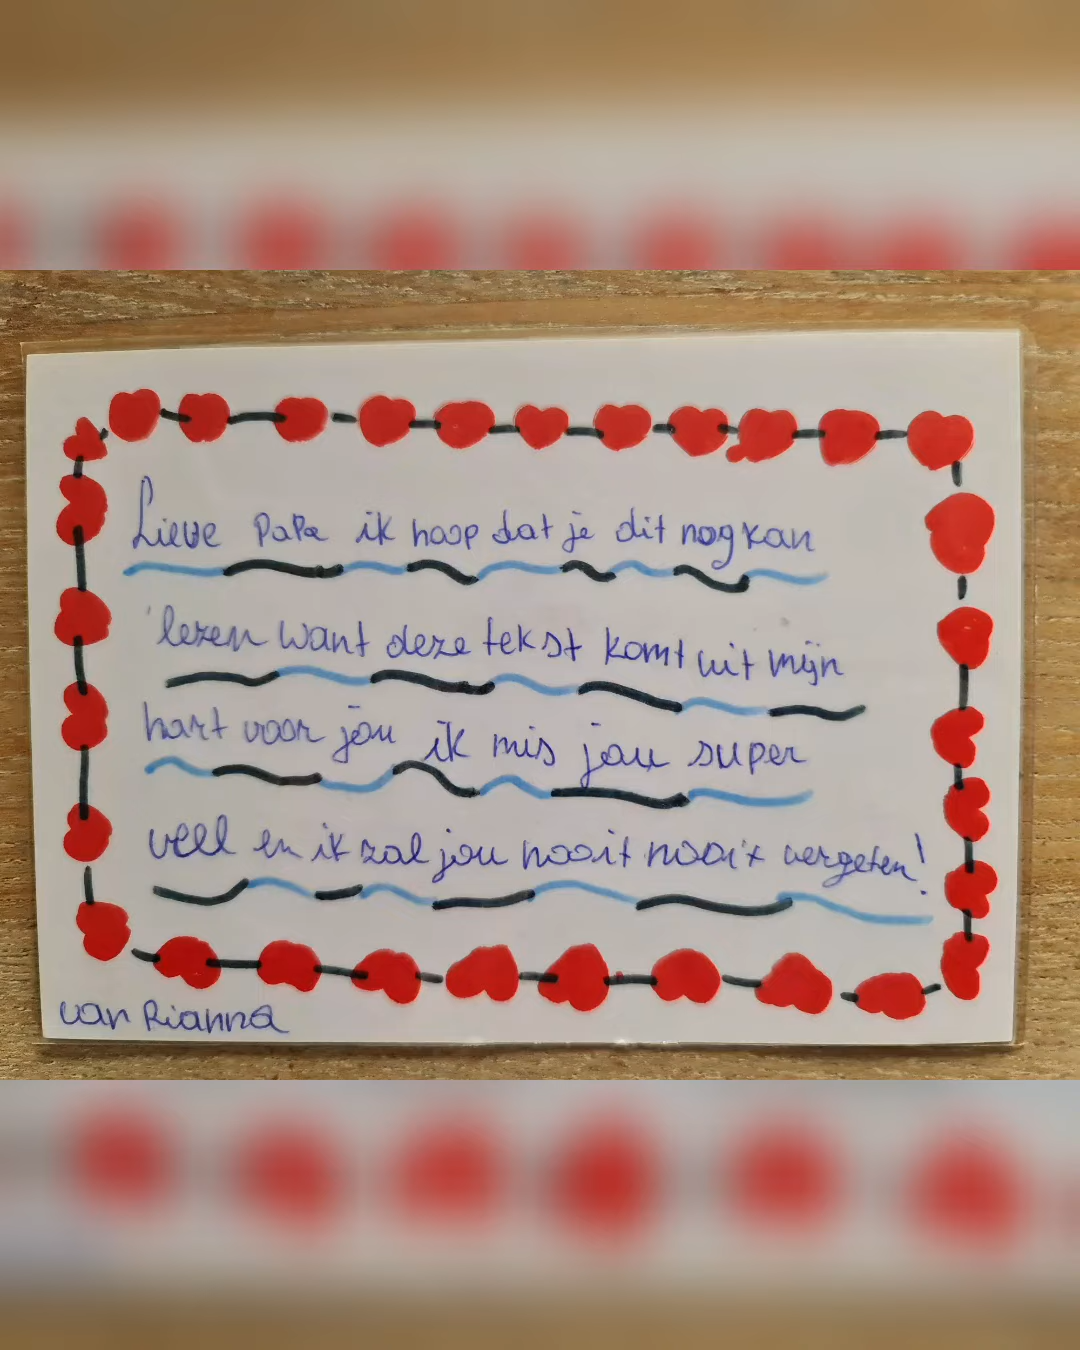 Lieve PaPa ik hoop dat je dit nog kan
lezen want deze tekst komt uit mijn
hart voor jou ik mis jou super
veel en ik zal jou nooit nooit vergeten!
van Rianna